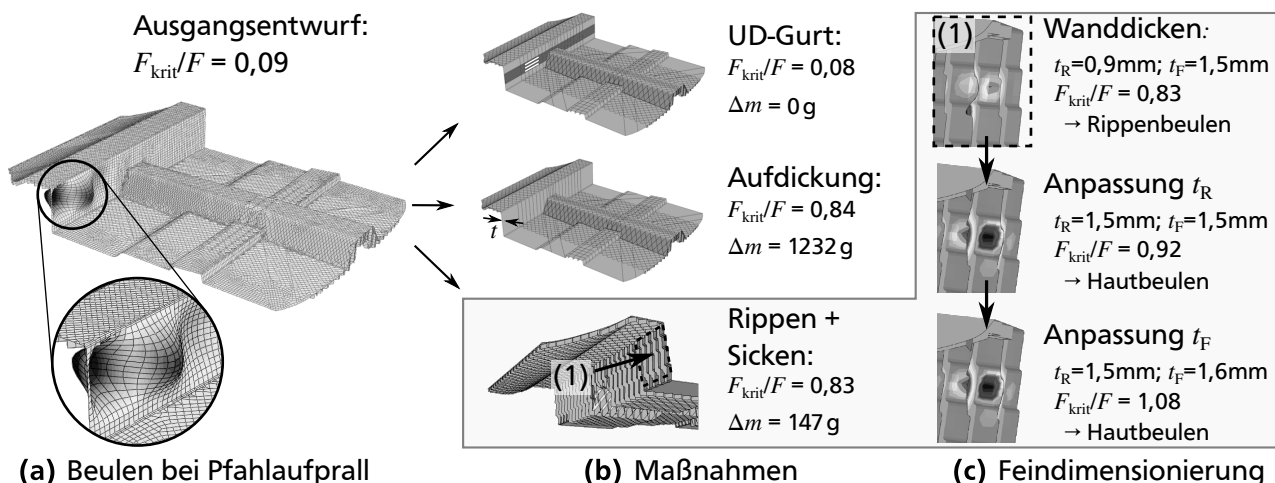 Ausgangsentwurf:
F_krit/F = 0,09
(a) Beulen bei Pfahlaufprall
UD-Gurt:
F_krit/F = 0,08
Δm = 0 g
Aufdickung:
F_krit/F = 0,84
Δm = 1232 g
t
Rippen +
Sicken:
F_krit/F = 0,83
Δm = 147 g
(1)
(b) Maßnahmen
(1)
Wanddicken:
t_R=0,9mm; t_F=1,5mm
F_krit/F = 0,83
→ Rippenbeulen
Anpassung t_R
t_R=1,5mm; t_F=1,5mm
F_krit/F = 0,92
→ Hautbeulen
Anpassung t_F
t_R=1,5mm; t_F=1,6mm
F_krit/F = 1,08
→ Hautbeulen
(c) Feindimensionierung